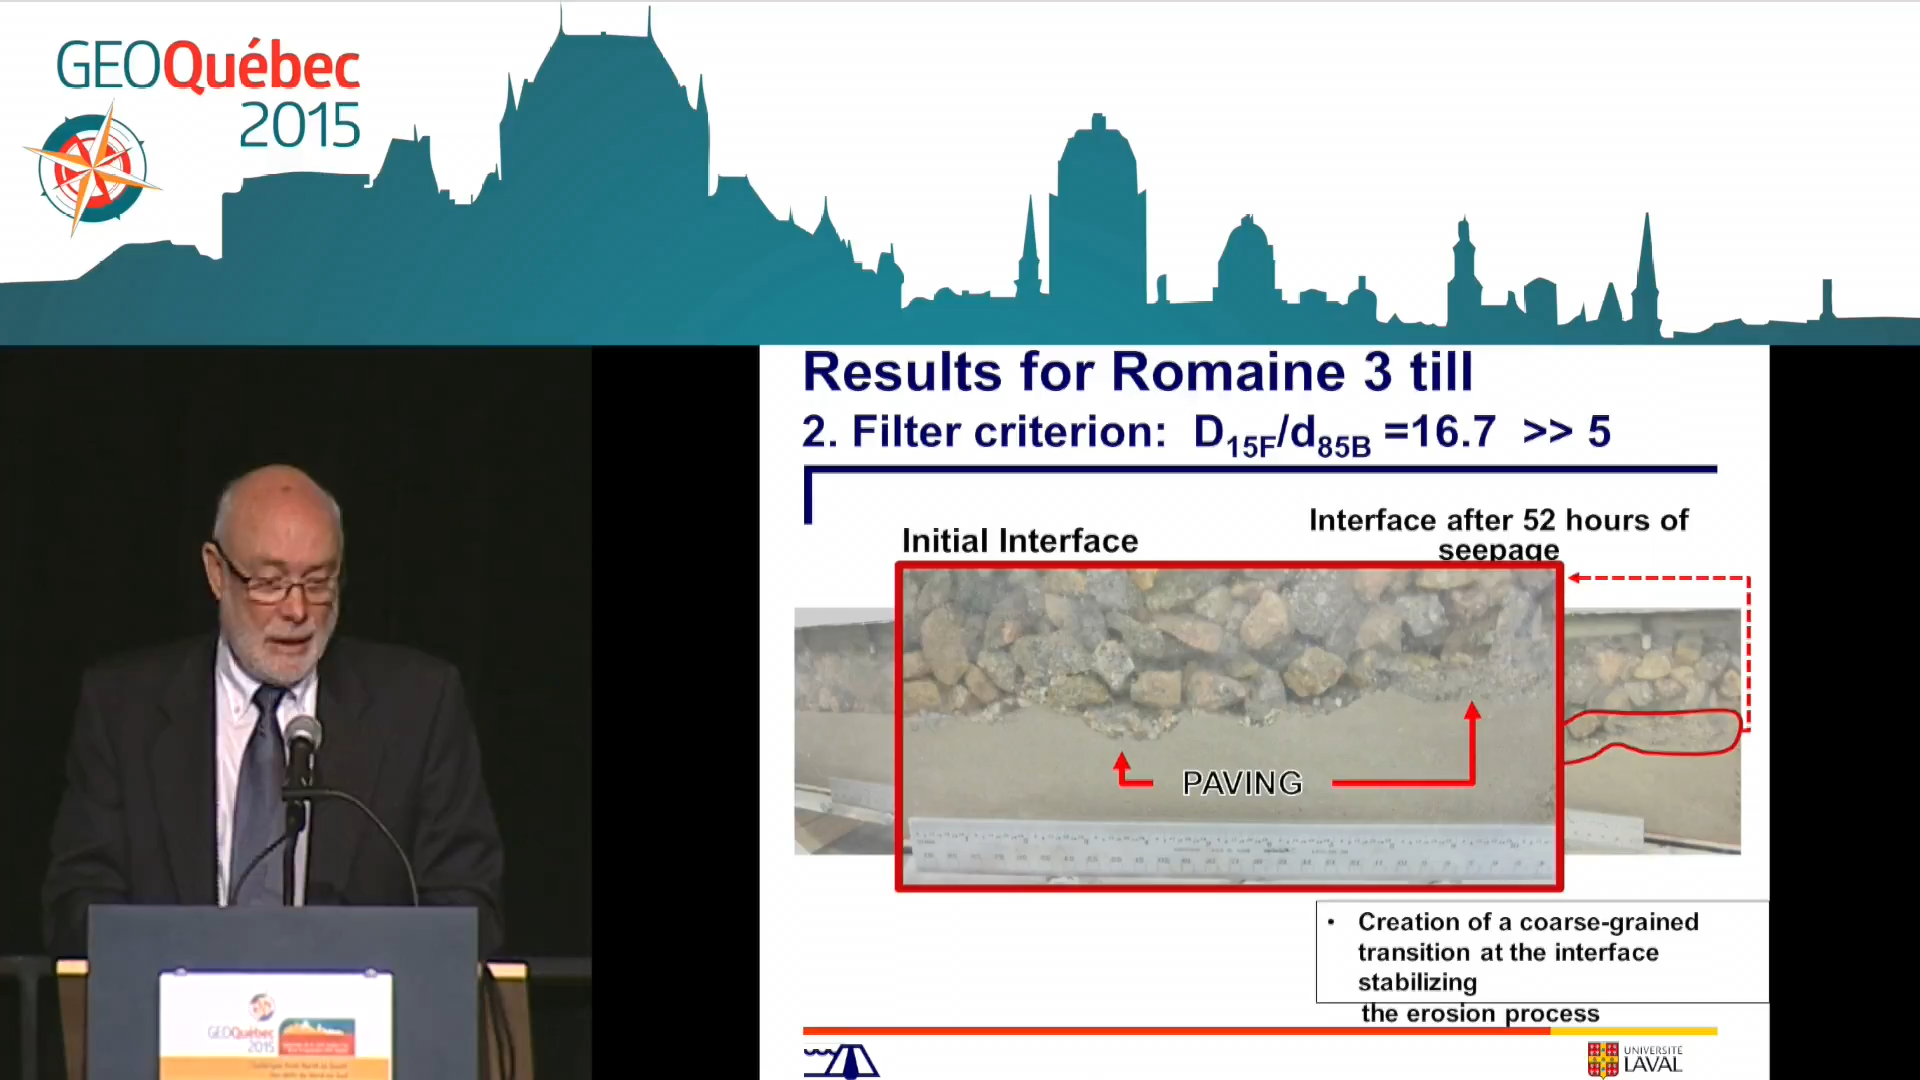 GEOQuébec
2015
Results for Romaine 3 till
2. Filter criterion: D15F/d85B =16.7 >> 5
Initial Interface
Interface after 52 hours of
seepage
PAVING
• Creation of a coarse-grained
transition at the interface
stabilizing
the erosion process
UNIVERSITÉ
LAVAL
GEOQuébec
2015